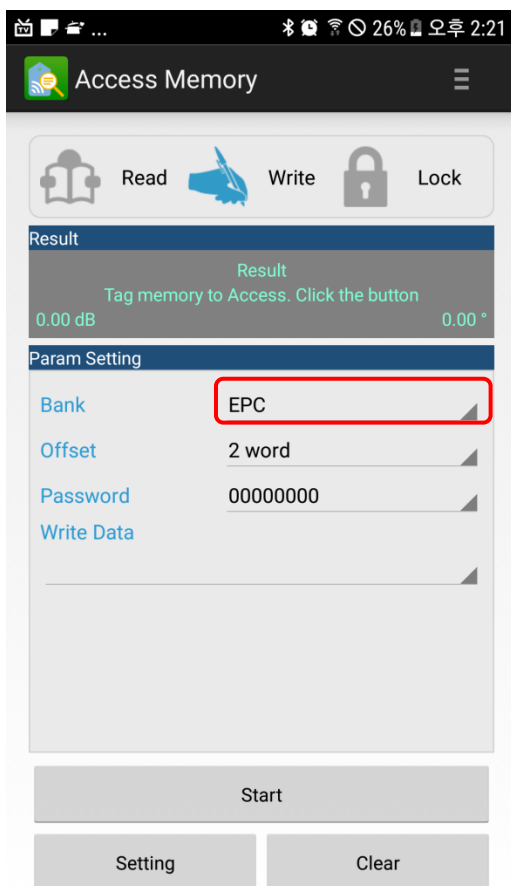 ... 26% 오후 2:21
Access Memory
Read Write Lock
Result
Result
Tag memory to Access. Click the button
0.00 dB 0.00 °
Param Setting
Bank EPC
Offset 2 word
Password 00000000
Write Data
Start
Setting Clear